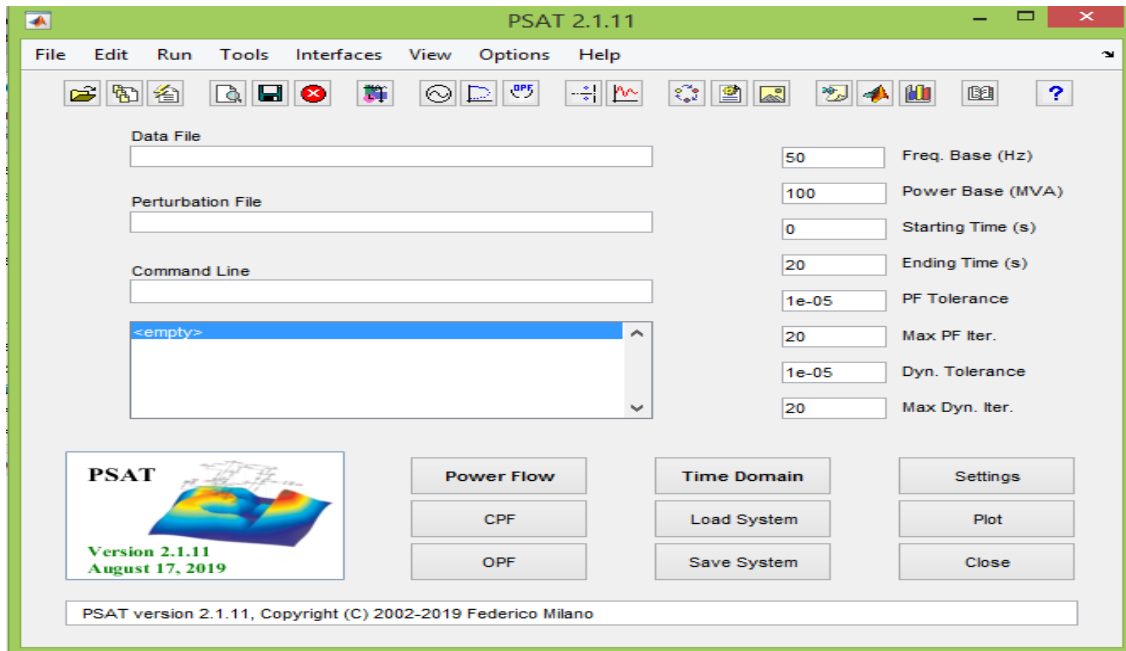 PSAT 2.1.11
File Edit Run Tools Interfaces View Options Help
OPF
?
Data File
Perturbation File
Command Line
<empty>
50 Freq. Base (Hz)
100 Power Base (MVA)
0 Starting Time (s)
20 Ending Time (s)
1e-05 PF Tolerance
20 Max PF Iter.
1e-05 Dyn. Tolerance
20 Max Dyn. Iter.
PSAT
Version 2.1.11
August 17, 2019
Power Flow Time Domain Settings
CPF Load System Plot
OPF Save System Close
PSAT version 2.1.11, Copyright (C) 2002-2019 Federico Milano